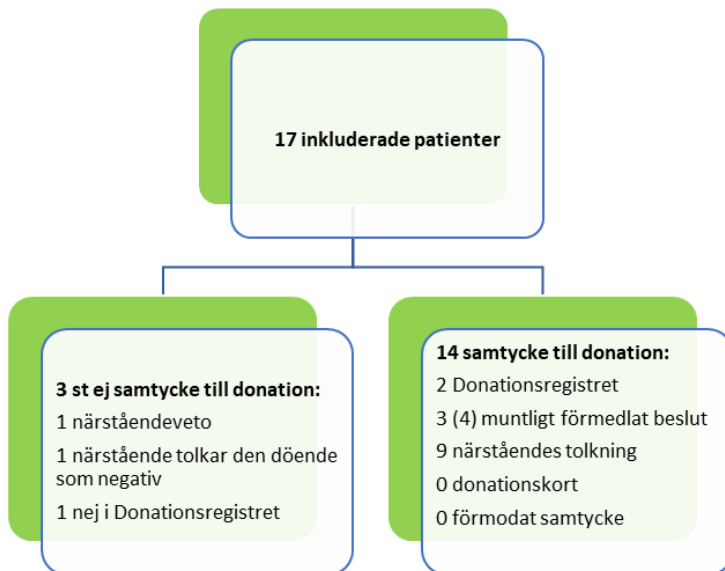 17 inkluderade patienter
3 st ej samtycke till donation:
1 närståendeveto
1 närstående tolkar den döende
som negativ
1 nej i Donationsregistret
14 samtycke till donation:
2 Donationsregistret
3 (4) muntligt förmedlat beslut
9 närståendes tolkning
0 donationskort
0 förmodat samtycke